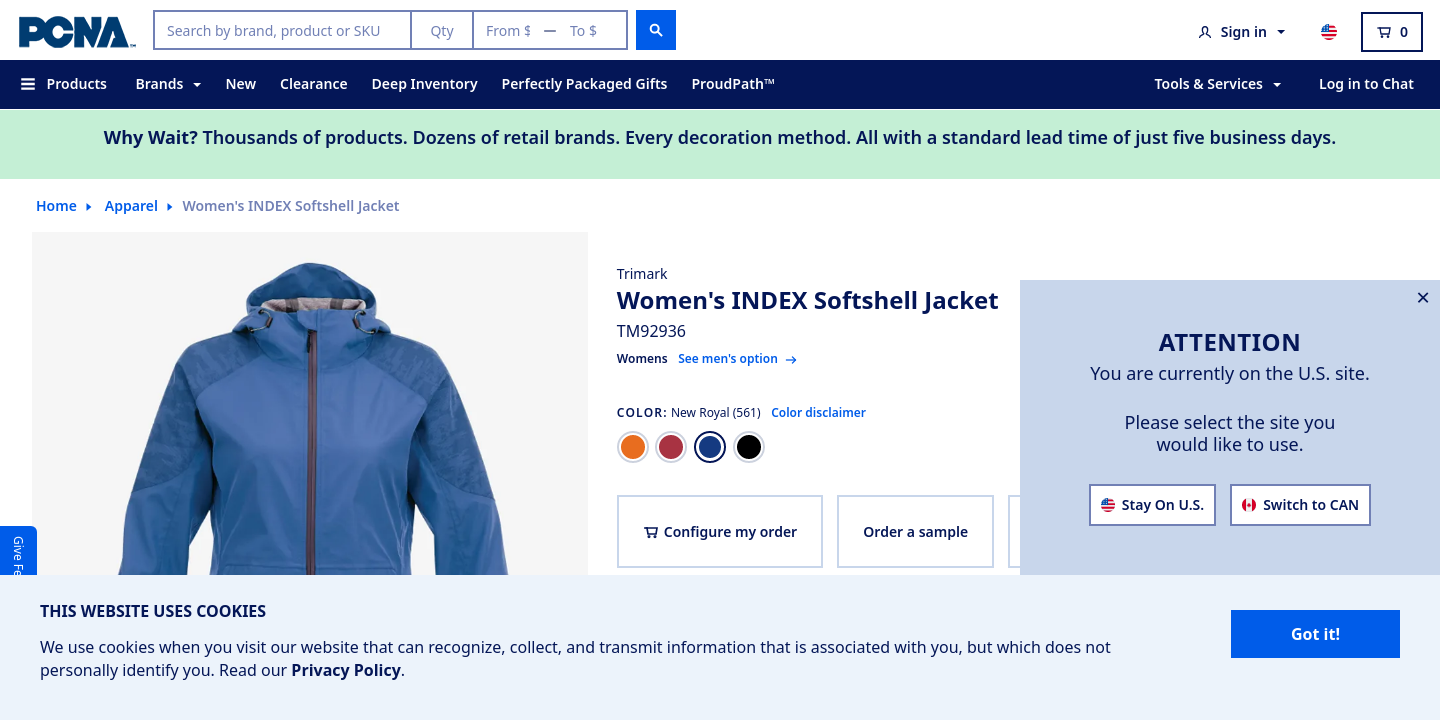 PCNA™
Search by brand, product or SKU
Qty
From $ — To $
Sign in
0
Products
Brands
New
Clearance
Deep Inventory
Perfectly Packaged Gifts
ProudPath™
Tools & Services
Log in to Chat
Why Wait? Thousands of products. Dozens of retail brands. Every decoration method. All with a standard lead time of just five business days.
Home
Apparel
Women's INDEX Softshell Jacket
Trimark
Women's INDEX Softshell Jacket
TM92936
Womens See men's option
COLOR: New Royal (561) Color disclaimer
Configure my order
Order a sample
ATTENTION
You are currently on the U.S. site.
Please select the site you
would like to use.
Stay On U.S.
Switch to CAN
Give Fe
THIS WEBSITE USES COOKIES
We use cookies when you visit our website that can recognize, collect, and transmit information that is associated with you, but which does not
personally identify you. Read our Privacy Policy.
Got it!